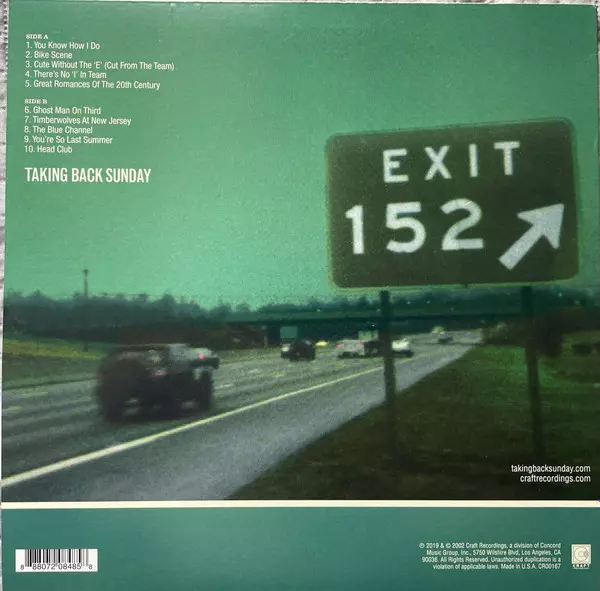 SIDE A
1. You Know How I Do
2. Bike Scene
3. Cute Without The 'E' (Cut From The Team)
4. There's No 'I' In Team
5. Great Romances Of The 20th Century
SIDE B
6. Ghost Man On Third
7. Timberwolves At New Jersey
8. The Blue Channel
9. You're So Last Summer
10. Head Club
TAKING BACK SUNDAY
EXIT
152
takingbacksunday.com
craftrecordings.com
℗ 2019 & © 2002 Craft Recordings, a division of Concord
Music Group, Inc., 5750 Wilshire Blvd, Los Angeles, CA
90036. All Rights Reserved. Unauthorized duplication is a
violation of applicable laws. Made in U.S.A. CR00167
CRAFT
8 88072 08485 8